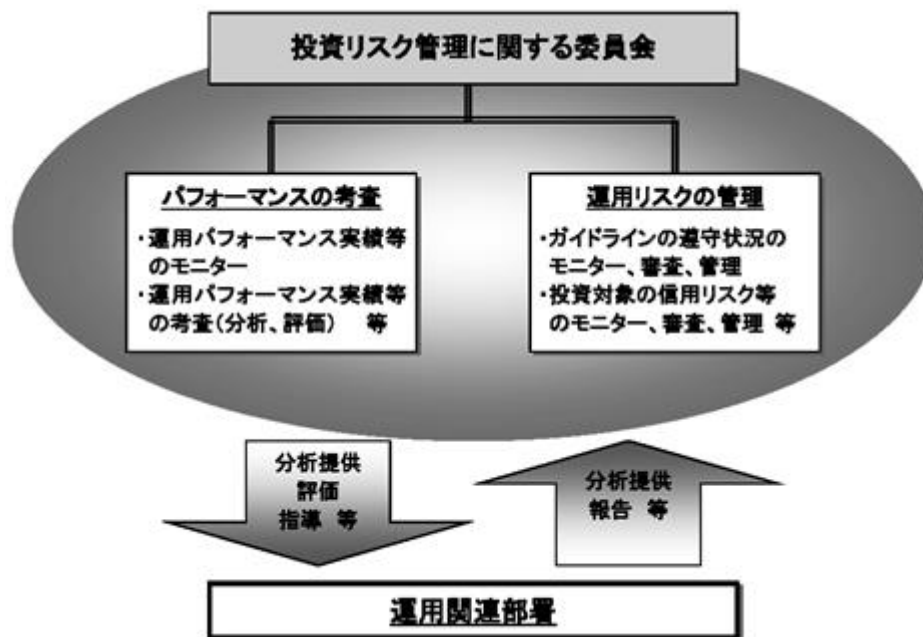 投資リスク管理に関する委員会
パフォーマンスの考査
・運用パフォーマンス実績等
のモニター
・運用パフォーマンス実績等
の考査(分析、評価)　等
運用リスクの管理
・ガイドラインの遵守状況の
モニター、審査、管理
・投資対象の信用リスク等
のモニター、審査、管理 等
分析提供
評価
指導 等
分析提供
報告 等
運用関連部署